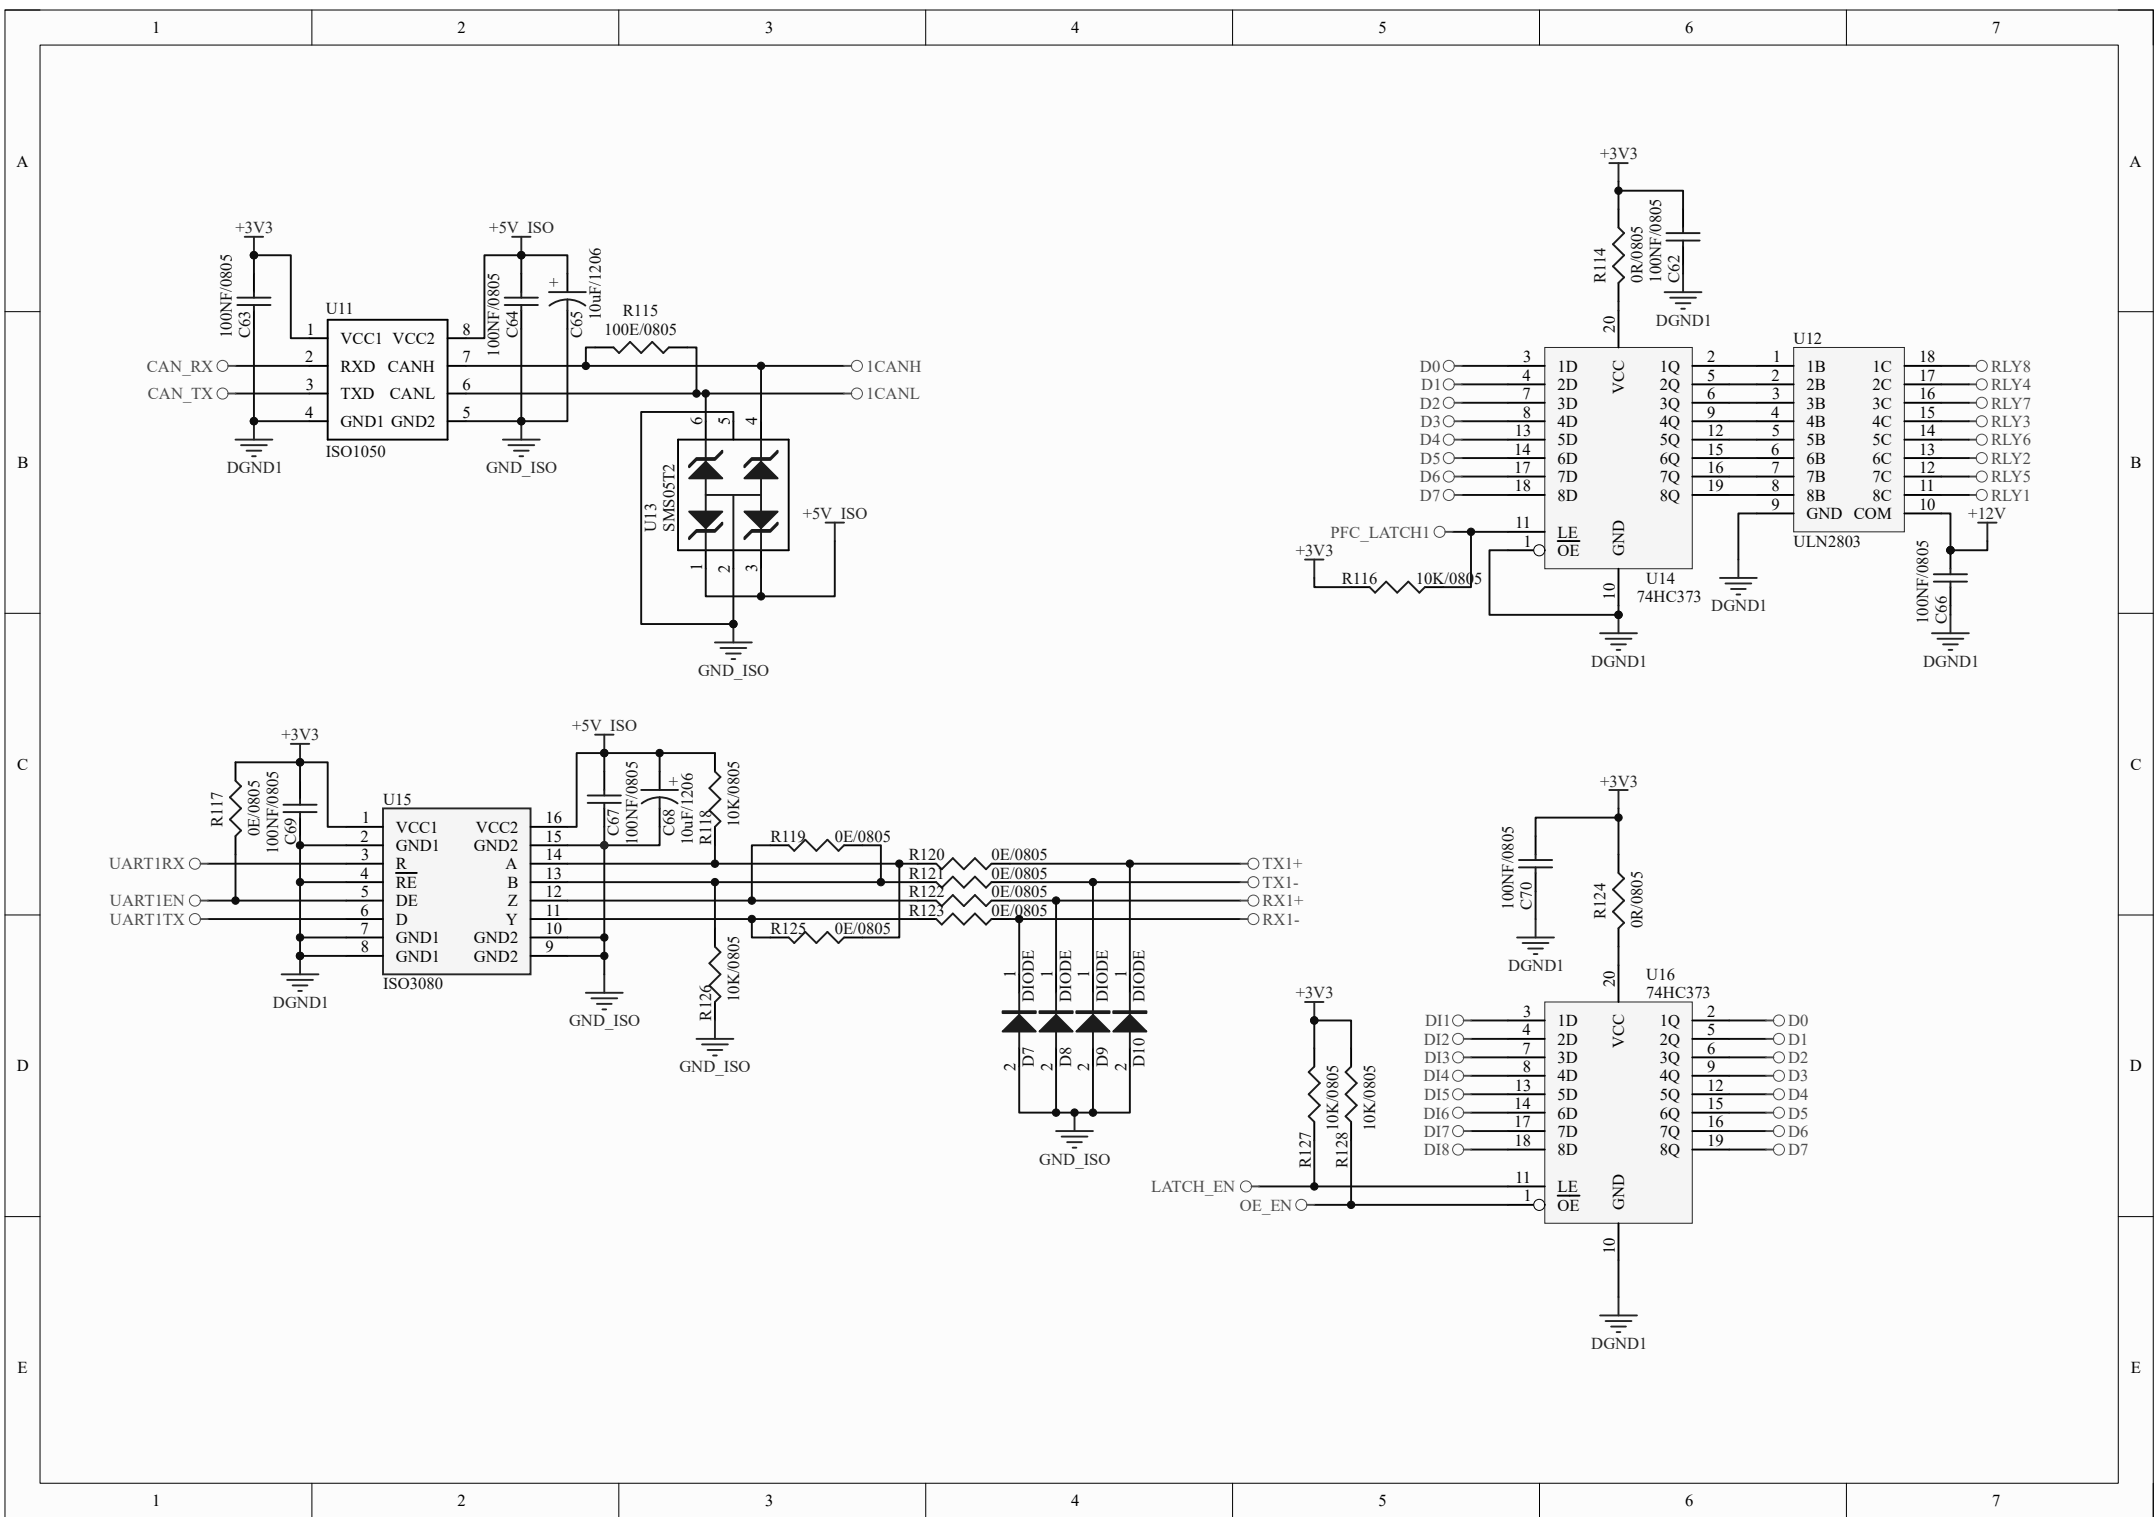 1 2 3 4 5 6 7
A
A
+3V3
R114
0R/0805
100NF/0805
C62
DGND1
20
+3V3
100NF/0805
C63
DGND1
U11
1 VCC1 VCC2 8
CAN_RX 2 RXD CANH 7
CAN_TX 3 TXD CANL 6
4 GND1 GND2 5
ISO1050
+5V_ISO
100NF/0805
C64
+
C65
10uF/1206
GND_ISO
R115
100E/0805
1CANH
1CANL
6 5 4
U13
SMS05T2
1 2 3
+5V_ISO
GND_ISO
B
B
D0 3 1D 1Q 2
D1 4 2D 2Q 5
D2 7 3D 3Q 6
D3 8 4D 4Q 9
D4 13 5D 5Q 12
D5 14 6D 6Q 15
D6 17 7D 7Q 16
D7 18 8D 8Q 19
VCC
PFC_LATCH1 11 LE
1 OE
GND
+3V3
R116 10K/0805
10
U14
74HC373
DGND1
U12
1 1B 1C 18 RLY8
2 2B 2C 17 RLY4
3 3B 3C 16 RLY7
4 4B 4C 15 RLY3
5 5B 5C 14 RLY6
6 6B 6C 13 RLY2
7 7B 7C 12 RLY5
8 8B 8C 11 RLY1
9 GND COM 10
ULN2803
+12V
DGND1
100NF/0805
C66
DGND1
C
C
+3V3
R117
0E/0805
100NF/0805
C69
DGND1
U15
1 VCC1 VCC2 16
2 GND1 GND2 15
UART1RX 3 R A 14
4 RE B 13
UART1EN 5 DE Z 12
UART1TX 6 D Y 11
7 GND1 GND2 10
8 GND1 GND2 9
ISO3080
+5V_ISO
C67
100NF/0805
+
C68
10uF/1206
R118
10K/0805
GND_ISO
R119 0E/0805
R120 0E/0805 TX1+
R121 0E/0805 TX1-
R122 0E/0805 RX1+
R123 0E/0805 RX1-
R125 0E/0805
R126
10K/0805
GND_ISO
1 DIODE 1 DIODE 1 DIODE 1 DIODE
2 D7 2 D8 2 D9 2 D10
GND_ISO
+3V3
100NF/0805
C70
DGND1
R124
0R/0805
20
D
D
U16
74HC373
DI1 3 1D 1Q 2 D0
DI2 4 2D 2Q 5 D1
DI3 7 3D 3Q 6 D2
DI4 8 4D 4Q 9 D3
DI5 13 5D 5Q 12 D4
DI6 14 6D 6Q 15 D5
DI7 17 7D 7Q 16 D6
DI8 18 8D 8Q 19 D7
VCC
+3V3
R127
10K/0805
R128
10K/0805
LATCH_EN 11 LE
OE_EN 1 OE
GND
10
DGND1
E
E
1 2 3 4 5 6 7